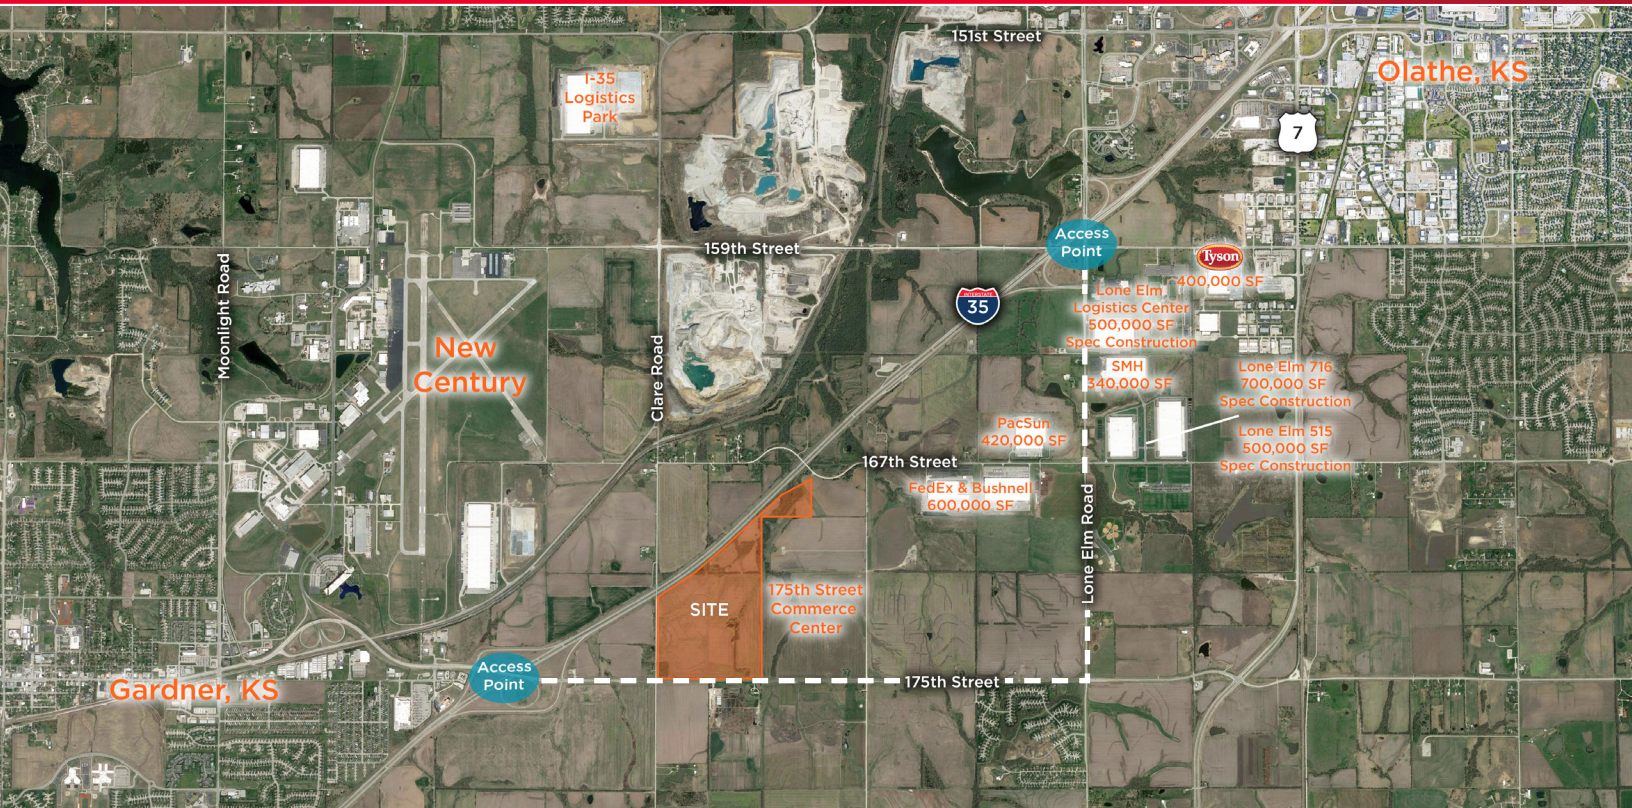 151st Street
Olathe, KS
I-35
Logistics
Park
7
159th Street
Access
Point
Tyson
400,000 SF
Moonlight Road
INTERSTATE
35
Lone Elm
Logistics Center
500,000 SF
Spec Construction
New
Century
Clare Road
SMH
340,000 SF
Lone Elm 716
700,000 SF
Spec Construction
PacSun
420,000 SF
Lone Elm 515
500,000 SF
Spec Construction
167th Street
FedEx & Bushnell
600,000 SF
Lone Elm Road
SITE
175th Street
Commerce
Center
Access
Point
Gardner, KS
175th Street